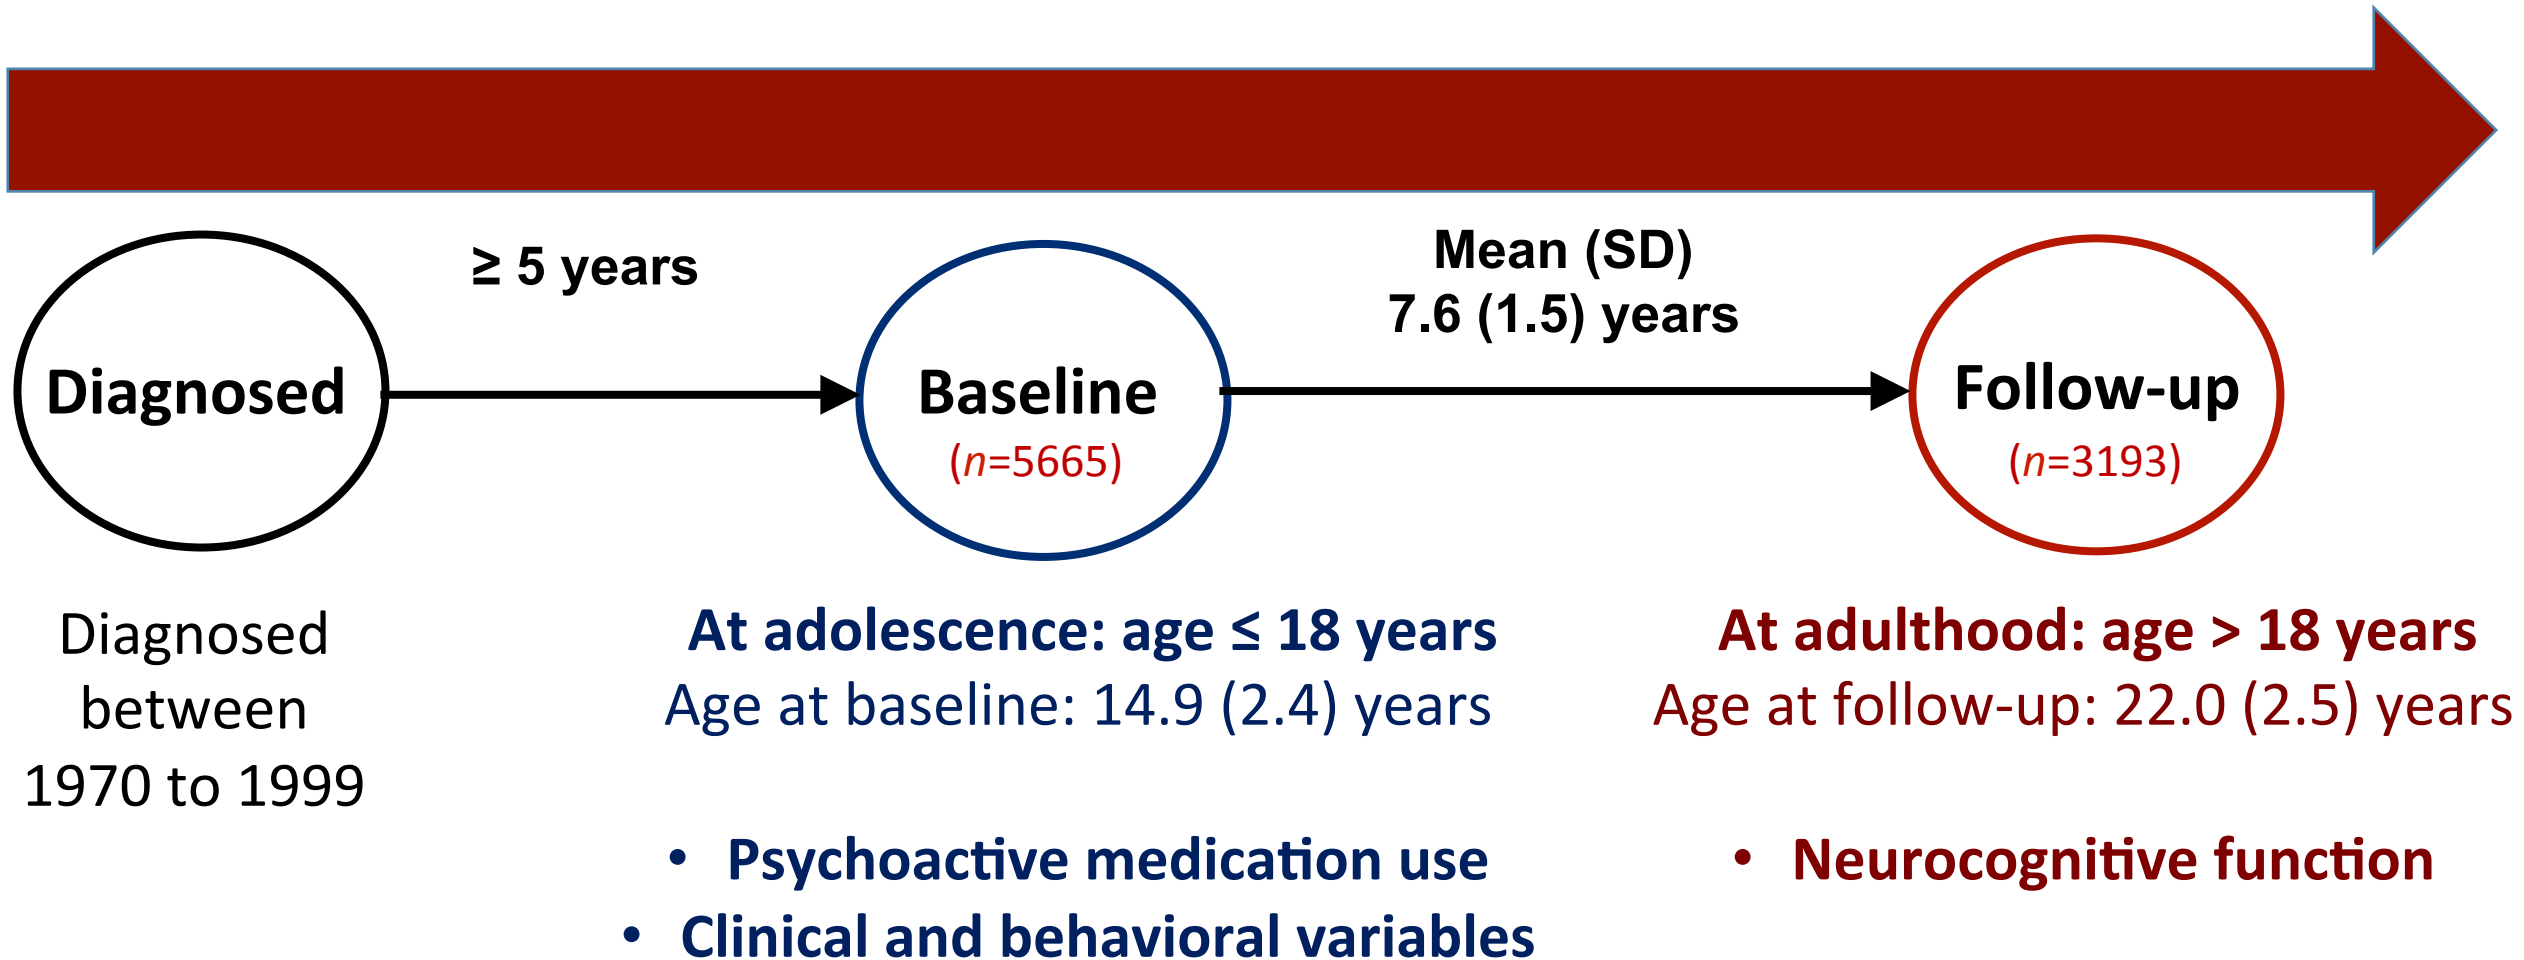 ≥ 5 years
Mean (SD)
7.6 (1.5) years
Diagnosed
Baseline
(n=5665)
Follow-up
(n=3193)
Diagnosed
between
1970 to 1999
At adolescence: age ≤ 18 years
Age at baseline: 14.9 (2.4) years
• Psychoactive medication use
• Clinical and behavioral variables
At adulthood: age > 18 years
Age at follow-up: 22.0 (2.5) years
• Neurocognitive function